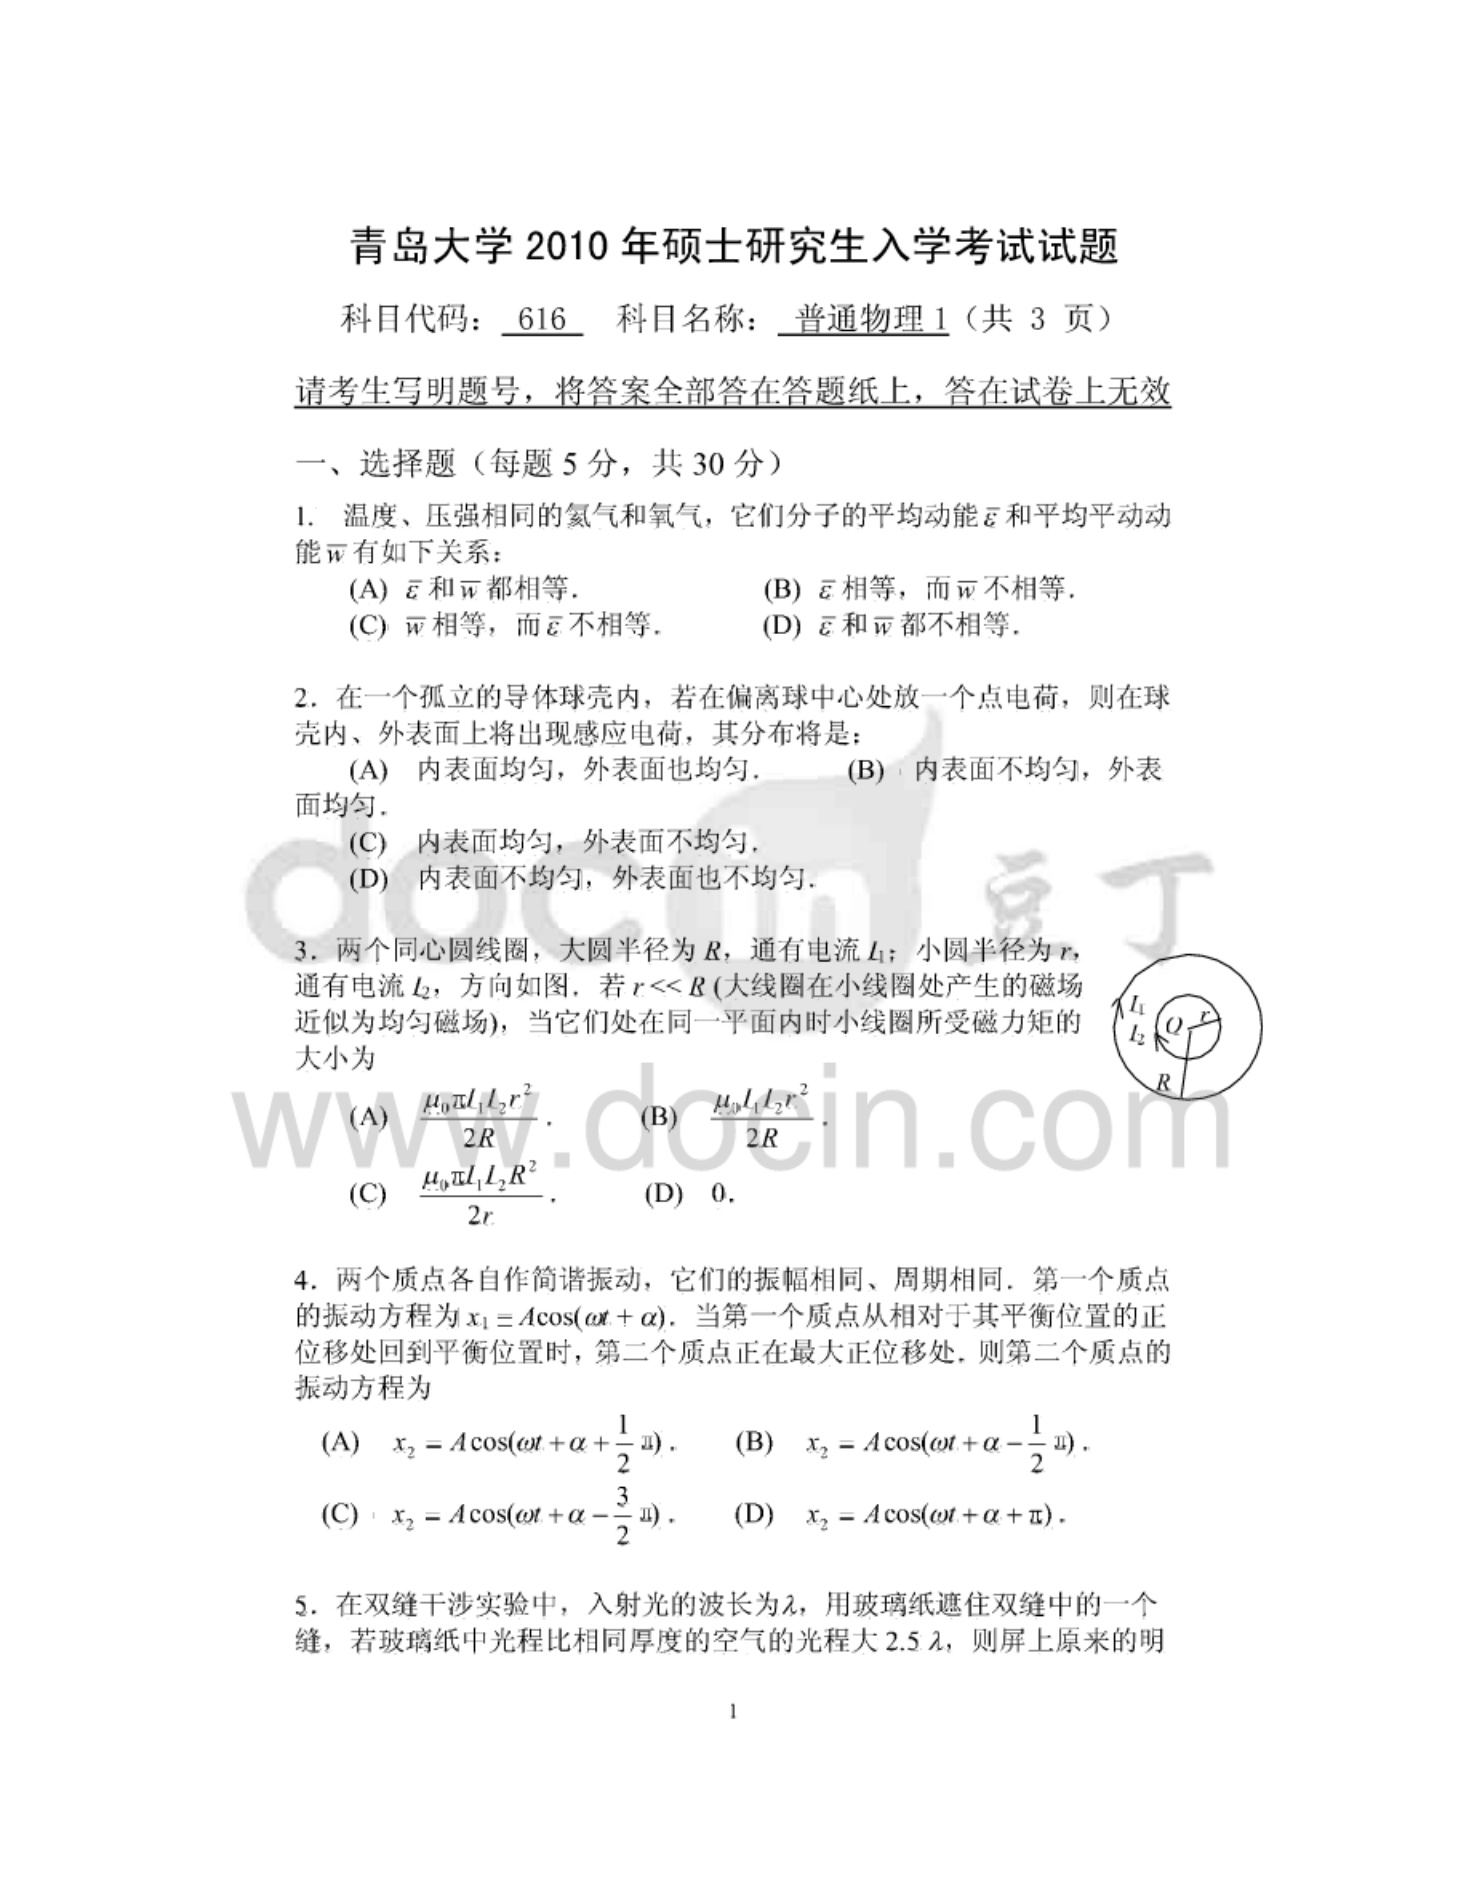 青岛大学 2010 年硕士研究生入学考试试题
科目代码： 616 科目名称： 普通物理 1（共 3 页）
请考生写明题号，将答案全部答在答题纸上，答在试卷上无效
一、选择题（每题 5 分，共 30 分）
1. 温度、压强相同的氦气和氧气，它们分子的平均动能 ε̄ 和平均平动动
能 w̄ 有如下关系：
(A) ε̄ 和 w̄ 都相等． (B) ε̄ 相等，而 w̄ 不相等．
(C) w̄ 相等，而 ε̄ 不相等． (D) ε̄ 和 w̄ 都不相等．
2．在一个孤立的导体球壳内，若在偏离球中心处放一个点电荷，则在球
壳内、外表面上将出现感应电荷，其分布将是：
(A) 内表面均匀，外表面也均匀． (B) 内表面不均匀，外表
面均匀．
(C) 内表面均匀，外表面不均匀．
(D) 内表面不均匀，外表面也不均匀．
docin 豆丁
3．两个同心圆线圈，大圆半径为 R，通有电流 I₁；小圆半径为 r，
通有电流 I₂，方向如图．若 r << R (大线圈在小线圈处产生的磁场
近似为均匀磁场)，当它们处在同一平面内时小线圈所受磁力矩的
大小为
I₁ O r
I₂
R
(A) μ₀πI₁I₂r²/2R． (B) μ₀I₁I₂r²/2R．
(C) μ₀πI₁I₂R²/2r． (D) 0．
www.docin.com
4．两个质点各自作简谐振动，它们的振幅相同、周期相同．第一个质点
的振动方程为 x₁ = Acos(ωt + α)．当第一个质点从相对于其平衡位置的正
位移处回到平衡位置时，第二个质点正在最大正位移处．则第二个质点的
振动方程为
(A) x₂ = A cos(ωt + α + 1/2 π)． (B) x₂ = A cos(ωt + α − 1/2 π)．
(C) x₂ = A cos(ωt + α − 3/2 π)． (D) x₂ = A cos(ωt + α + π)．
5．在双缝干涉实验中，入射光的波长为λ，用玻璃纸遮住双缝中的一个
缝，若玻璃纸中光程比相同厚度的空气的光程大 2.5 λ，则屏上原来的明
1